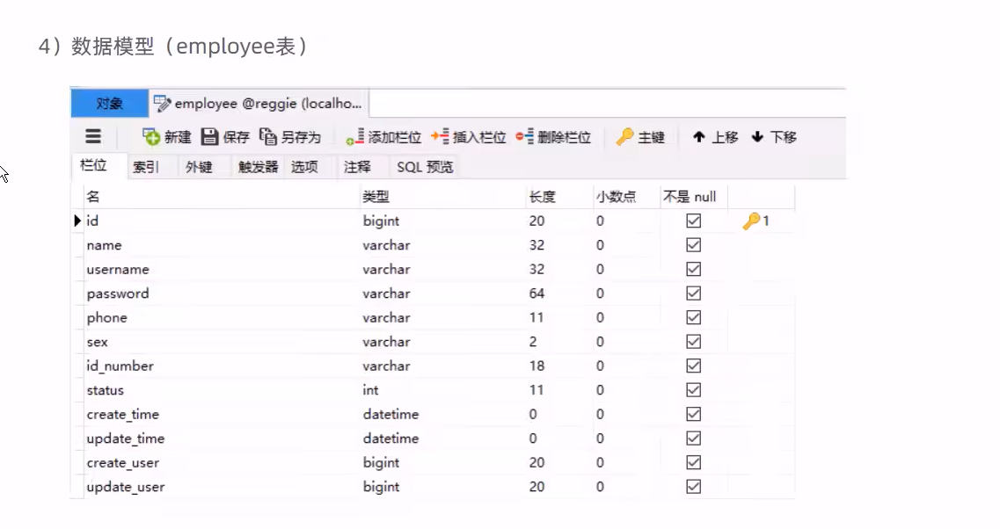 4）数据模型（employee表）
对象 employee @reggie (localho...
新建 保存 另存为 添加栏位 插入栏位 删除栏位 主键 上移 下移
栏位 索引 外键 触发器 选项 注释 SQL 预览
名 类型 长度 小数点 不是 null
id bigint 20 0 1
name varchar 32 0
username varchar 32 0
password varchar 64 0
phone varchar 11 0
sex varchar 2 0
id_number varchar 18 0
status int 11 0
create_time datetime 0 0
update_time datetime 0 0
create_user bigint 20 0
update_user bigint 20 0